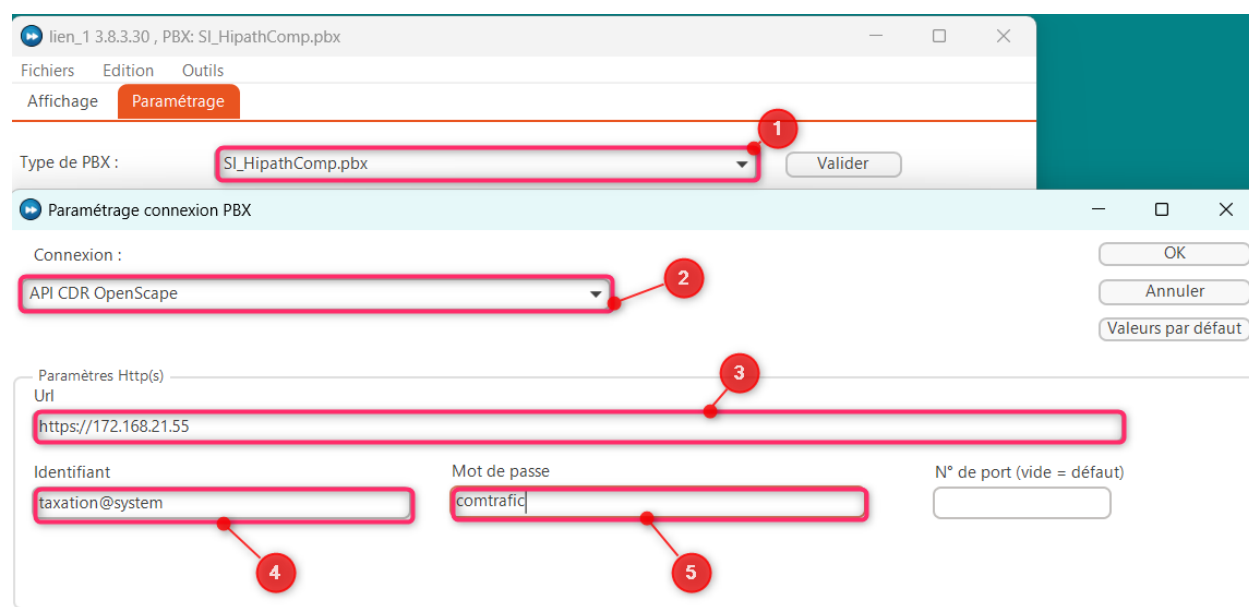 lien_1 3.8.3.30 , PBX: SI_HipathComp.pbx
Fichiers Edition Outils
Affichage Paramétrage
1
Type de PBX : SI_HipathComp.pbx Valider
Paramétrage connexion PBX
Connexion : OK
2
API CDR OpenScape Annuler
Valeurs par défaut
Paramètres Http(s)
3
Url
https://172.168.21.55
Identifiant Mot de passe N° de port (vide = défaut)
taxation@system comtrafic
4 5